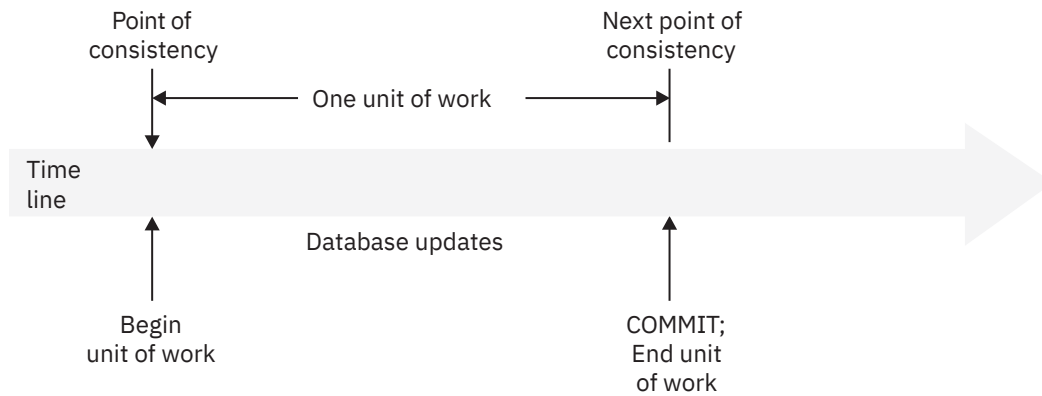 Point of
consistency
Next point of
consistency
One unit of work
Time
line
Database updates
Begin
unit of work
COMMIT;
End unit
of work